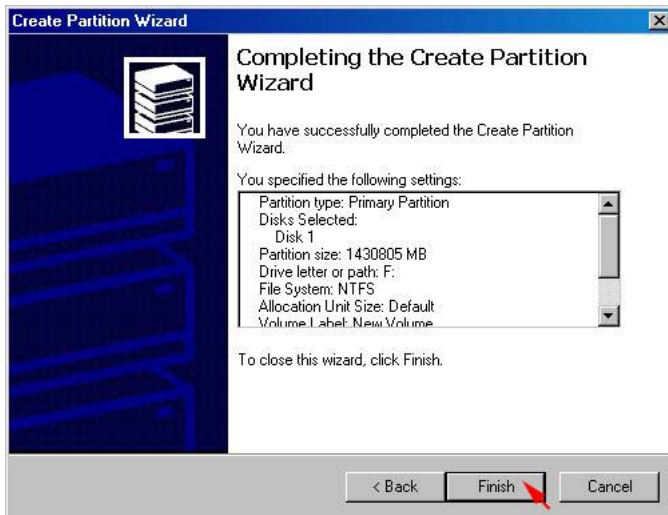 Create Partition Wizard
Completing the Create Partition
Wizard
You have successfully completed the Create Partition
Wizard.
You specified the following settings:
Partition type: Primary Partition
Disks Selected:
Disk 1
Partition size: 1430805 MB
Drive letter or path: F:
File System: NTFS
Allocation Unit Size: Default
Volume Label: New Volume
To close this wizard, click Finish.
< Back Finish Cancel